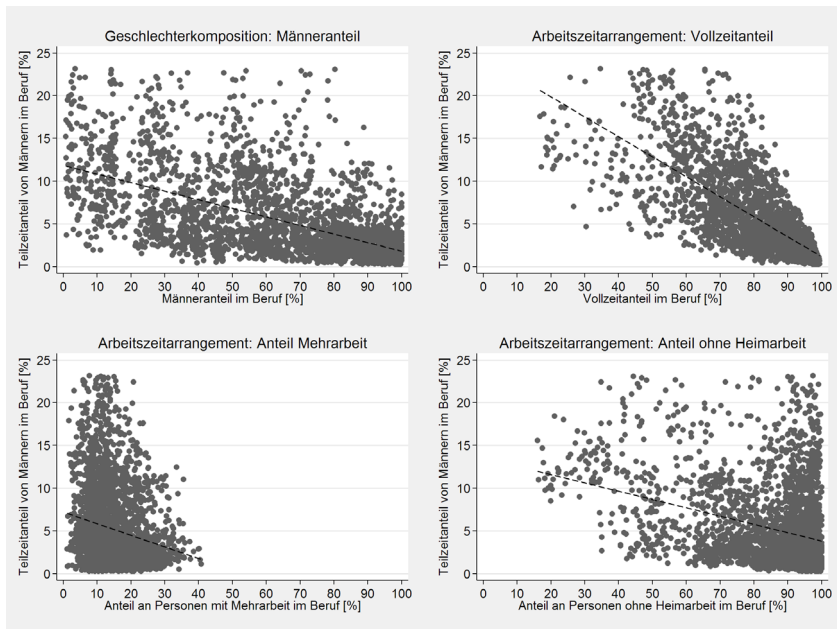 Geschlechterkomposition: Männeranteil
Teilzeitanteil von Männern im Beruf [%]
25
20
15
10
5
0
0 10 20 30 40 50 60 70 80 90 100
Männeranteil im Beruf [%]
Arbeitszeitarrangement: Vollzeitanteil
Teilzeitanteil von Männern im Beruf [%]
25
20
15
10
5
0
0 10 20 30 40 50 60 70 80 90 100
Vollzeitanteil im Beruf [%]
Arbeitszeitarrangement: Anteil Mehrarbeit
Teilzeitanteil von Männern im Beruf [%]
25
20
15
10
5
0
0 10 20 30 40 50 60 70 80 90 100
Anteil an Personen mit Mehrarbeit im Beruf [%]
Arbeitszeitarrangement: Anteil ohne Heimarbeit
Teilzeitanteil von Männern im Beruf [%]
25
20
15
10
5
0
0 10 20 30 40 50 60 70 80 90 100
Anteil an Personen ohne Heimarbeit im Beruf [%]